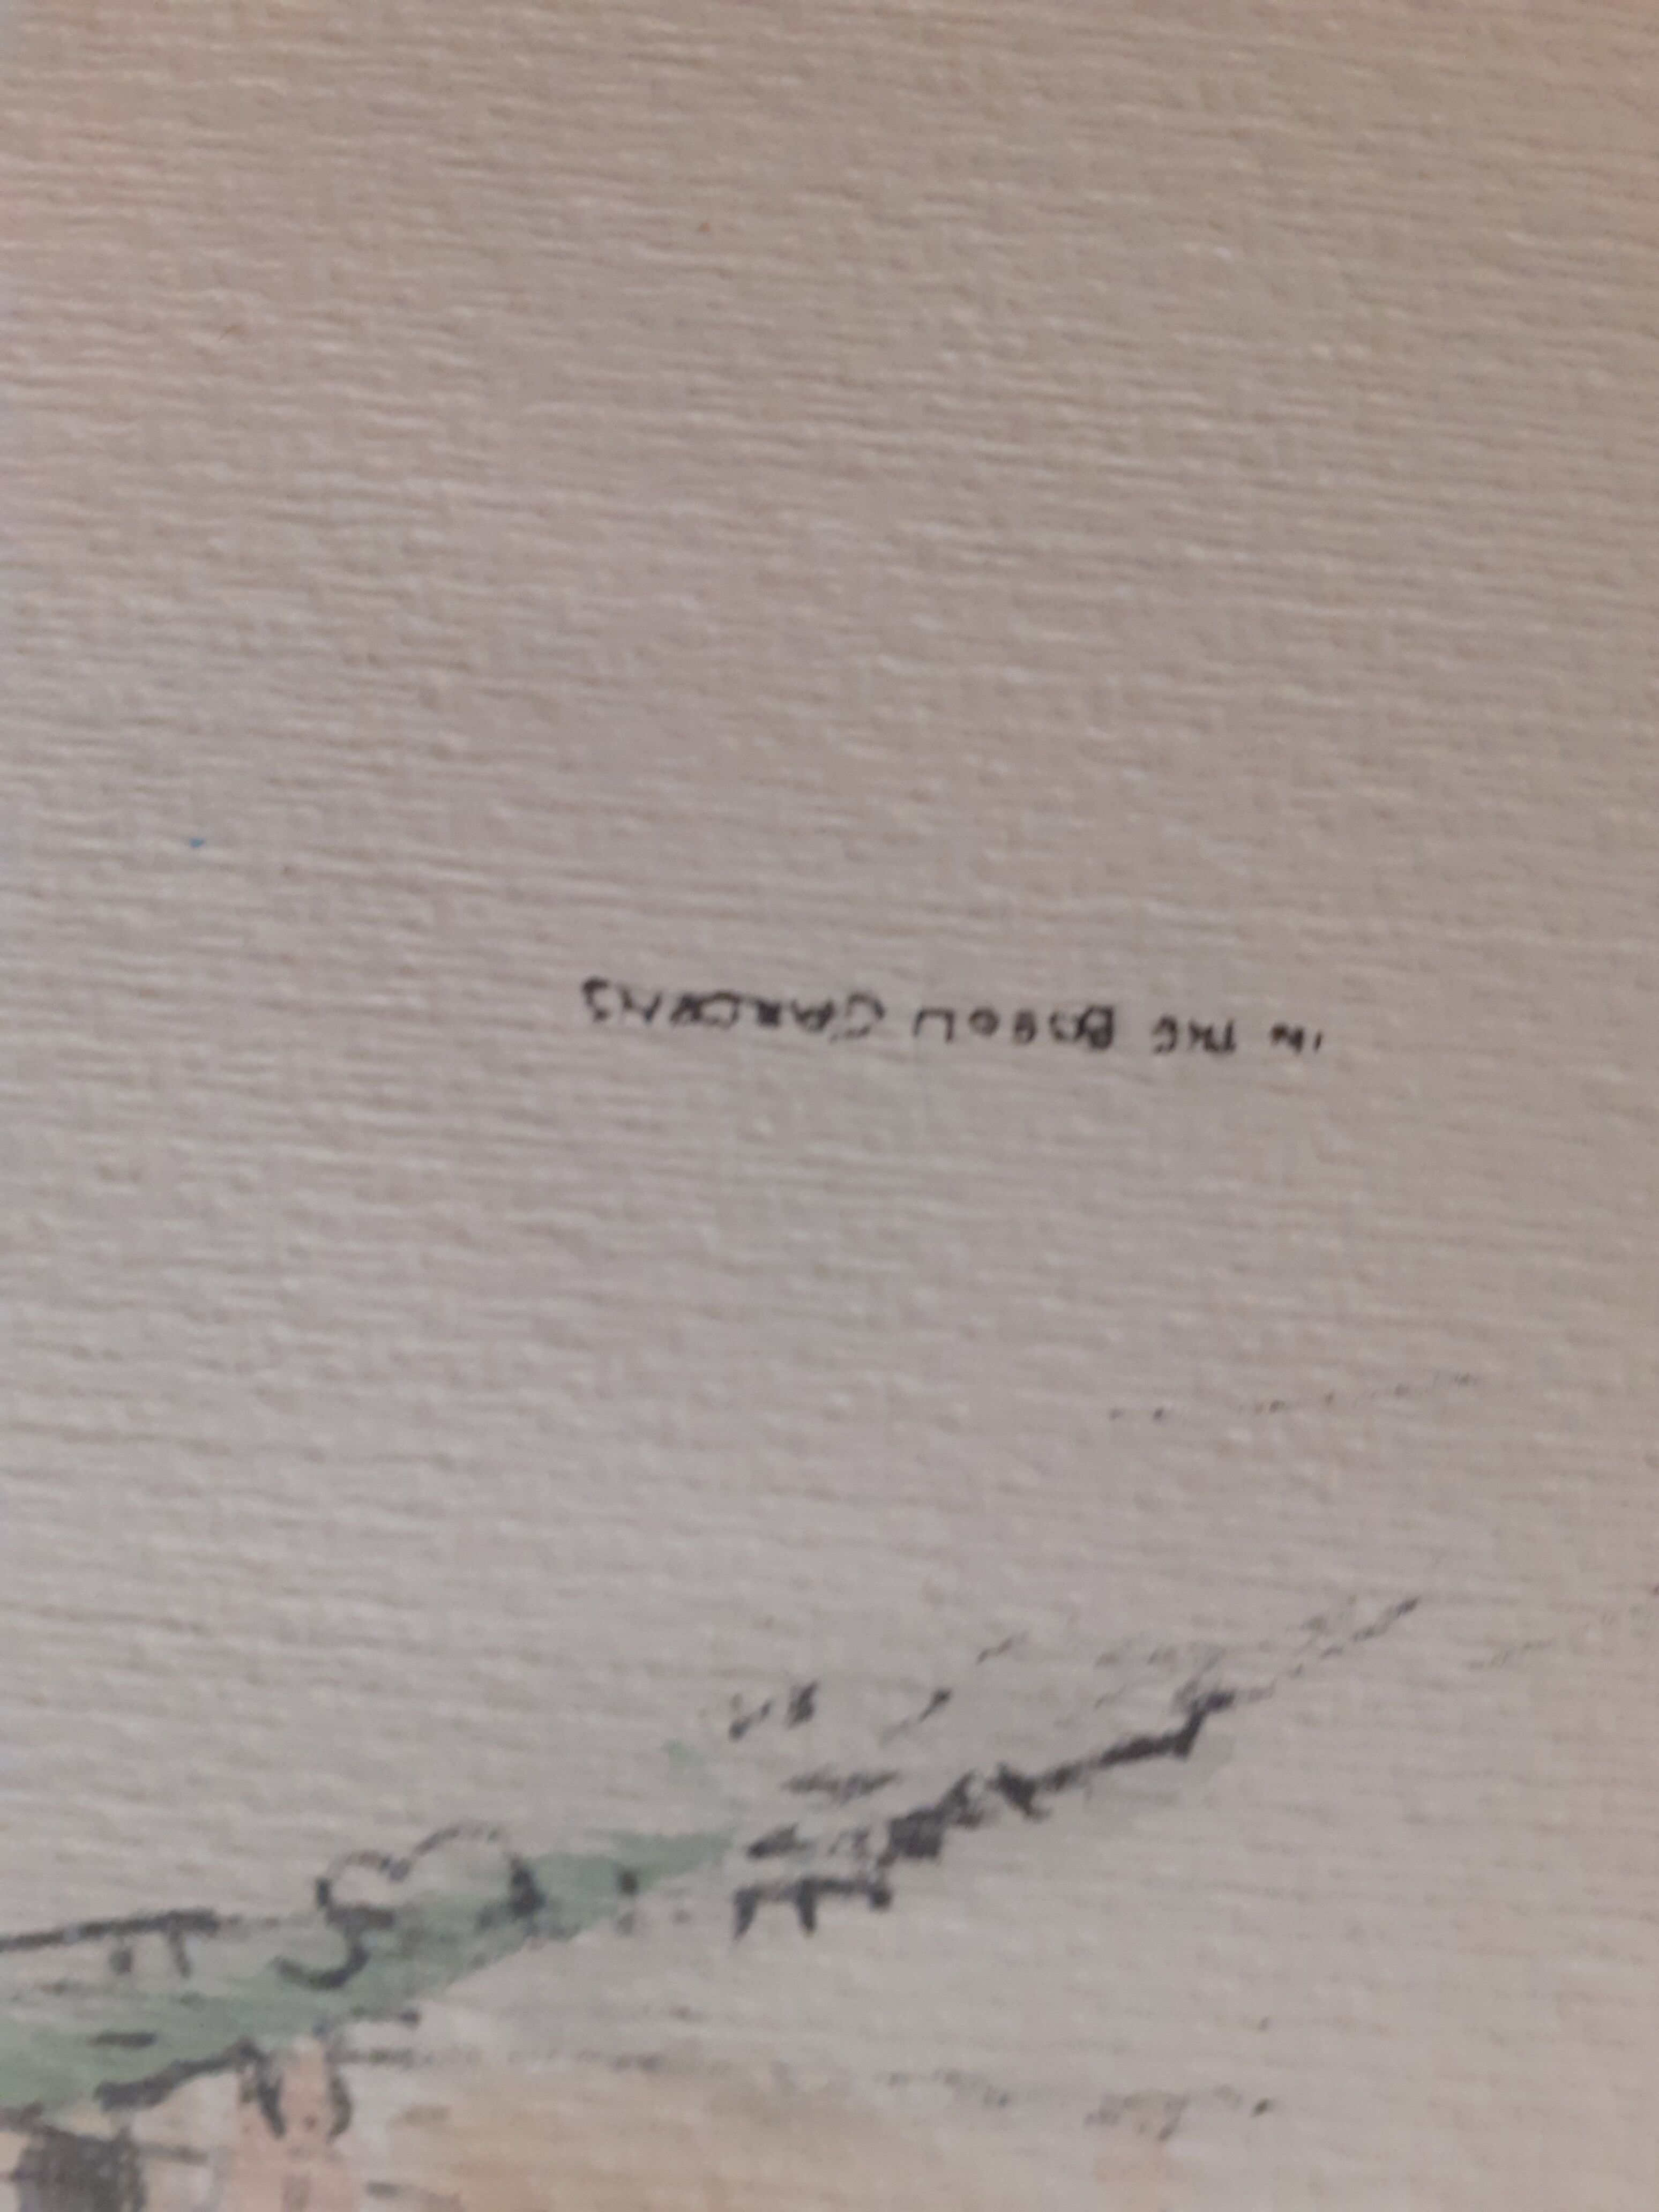 IN THE BOBOLI GARDENS